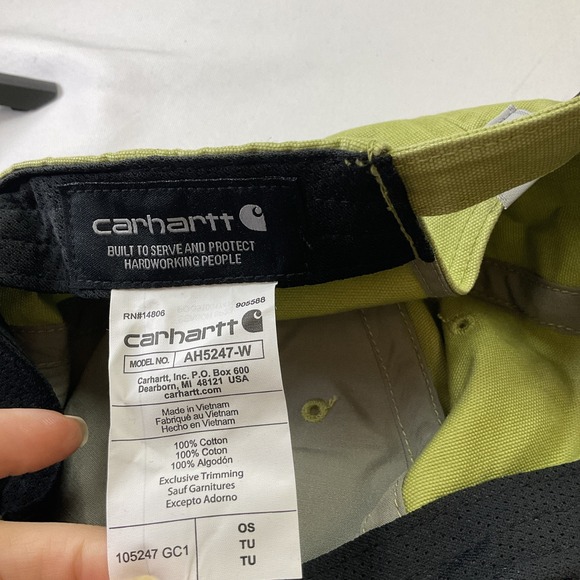 carhartt
BUILT TO SERVE AND PROTECT
HARDWORKING PEOPLE
RN#14806
905588
carhartt
MODEL NO. AH5247-W
Carhartt, Inc. P.O. Box 600
Dearborn, MI 48121 USA
carhartt.com
Made in Vietnam
Fabriqué au Vietnam
Hecho en Vietnam
100% Cotton
100% Coton
100% Algodón
Exclusive Trimming
Sauf Garnitures
Excepto Adorno
105247 GC1
OS
TU
TU